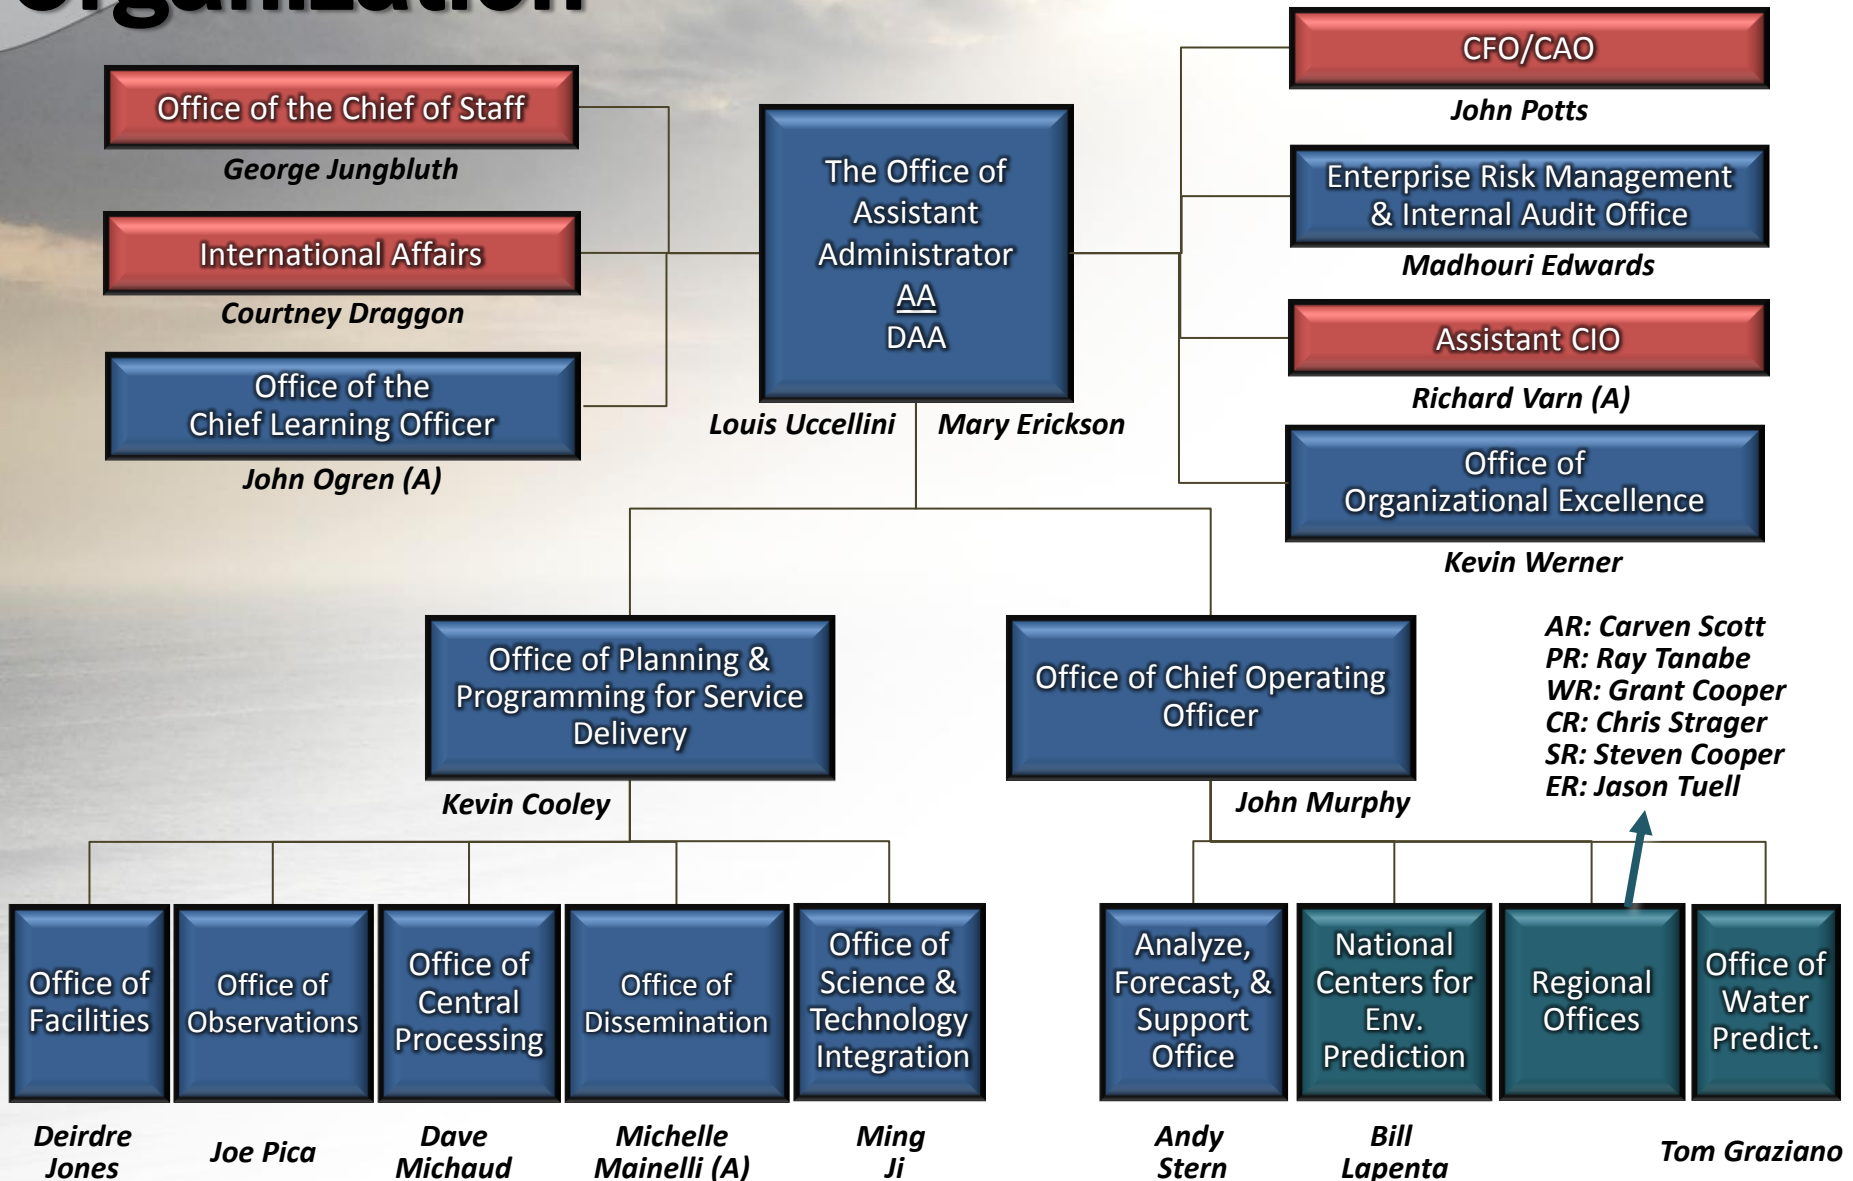 Organization
Office of the Chief of Staff
George Jungbluth
International Affairs
Courtney Draggon
Office of the
Chief Learning Officer
John Ogren (A)
The Office of
Assistant
Administrator
AA
DAA
Louis Uccellini
Mary Erickson
CFO/CAO
John Potts
Enterprise Risk Management
& Internal Audit Office
Madhouri Edwards
Assistant CIO
Richard Varn (A)
Office of
Organizational Excellence
Kevin Werner
Office of Planning &
Programming for Service
Delivery
Kevin Cooley
Office of Chief Operating
Officer
John Murphy
AR: Carven Scott
PR: Ray Tanabe
WR: Grant Cooper
CR: Chris Strager
SR: Steven Cooper
ER: Jason Tuell
Office of
Facilities
Deirdre
Jones
Office of
Observations
Joe Pica
Office of
Central
Processing
Dave
Michaud
Office of
Dissemination
Michelle
Mainelli (A)
Office of
Science &
Technology
Integration
Ming
Ji
Analyze,
Forecast, &
Support
Office
Andy
Stern
National
Centers for
Env.
Prediction
Bill
Lapenta
Regional
Offices
Office of
Water
Predict.
Tom Graziano